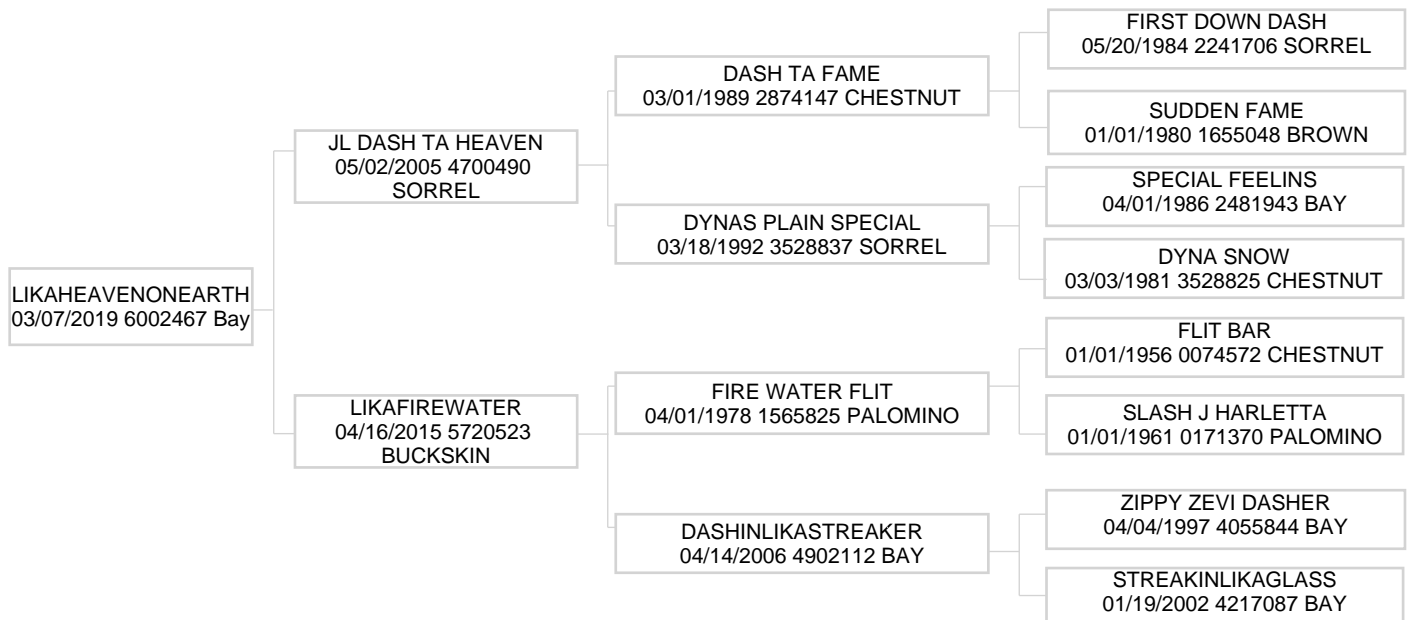 FIRST DOWN DASH
05/20/1984 2241706 SORREL
DASH TA FAME
03/01/1989 2874147 CHESTNUT
SUDDEN FAME
01/01/1980 1655048 BROWN
JL DASH TA HEAVEN
05/02/2005 4700490
SORREL
SPECIAL FEELINS
04/01/1986 2481943 BAY
DYNAS PLAIN SPECIAL
03/18/1992 3528837 SORREL
DYNA SNOW
03/03/1981 3528825 CHESTNUT
LIKAHEAVENONEARTH
03/07/2019 6002467 Bay
FLIT BAR
01/01/1956 0074572 CHESTNUT
FIRE WATER FLIT
04/01/1978 1565825 PALOMINO
SLASH J HARLETTA
01/01/1961 0171370 PALOMINO
LIKAFIREWATER
04/16/2015 5720523
BUCKSKIN
ZIPPY ZEVI DASHER
04/04/1997 4055844 BAY
DASHINLIKASTREAKER
04/14/2006 4902112 BAY
STREAKINLIKAGLASS
01/19/2002 4217087 BAY